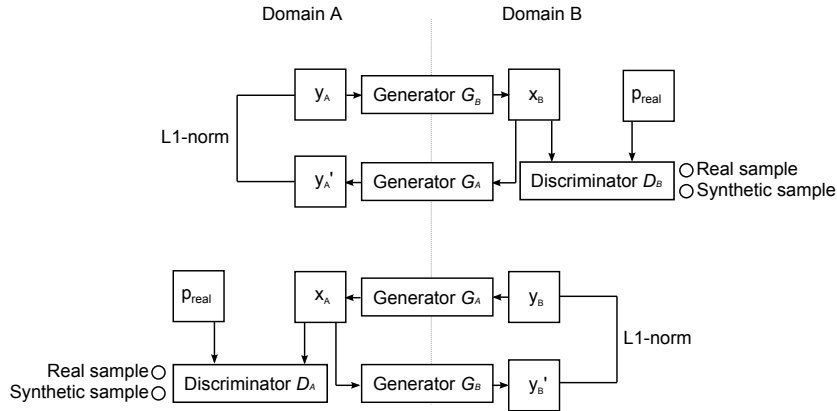 Domain A
Domain B
y_A
Generator G_B
x_B
p_real
L1-norm
y_A'
Generator G_A
Discriminator D_B
Real sample
Synthetic sample
p_real
x_A
Generator G_A
y_B
L1-norm
Real sample
Synthetic sample
Discriminator D_A
Generator G_B
y_B'